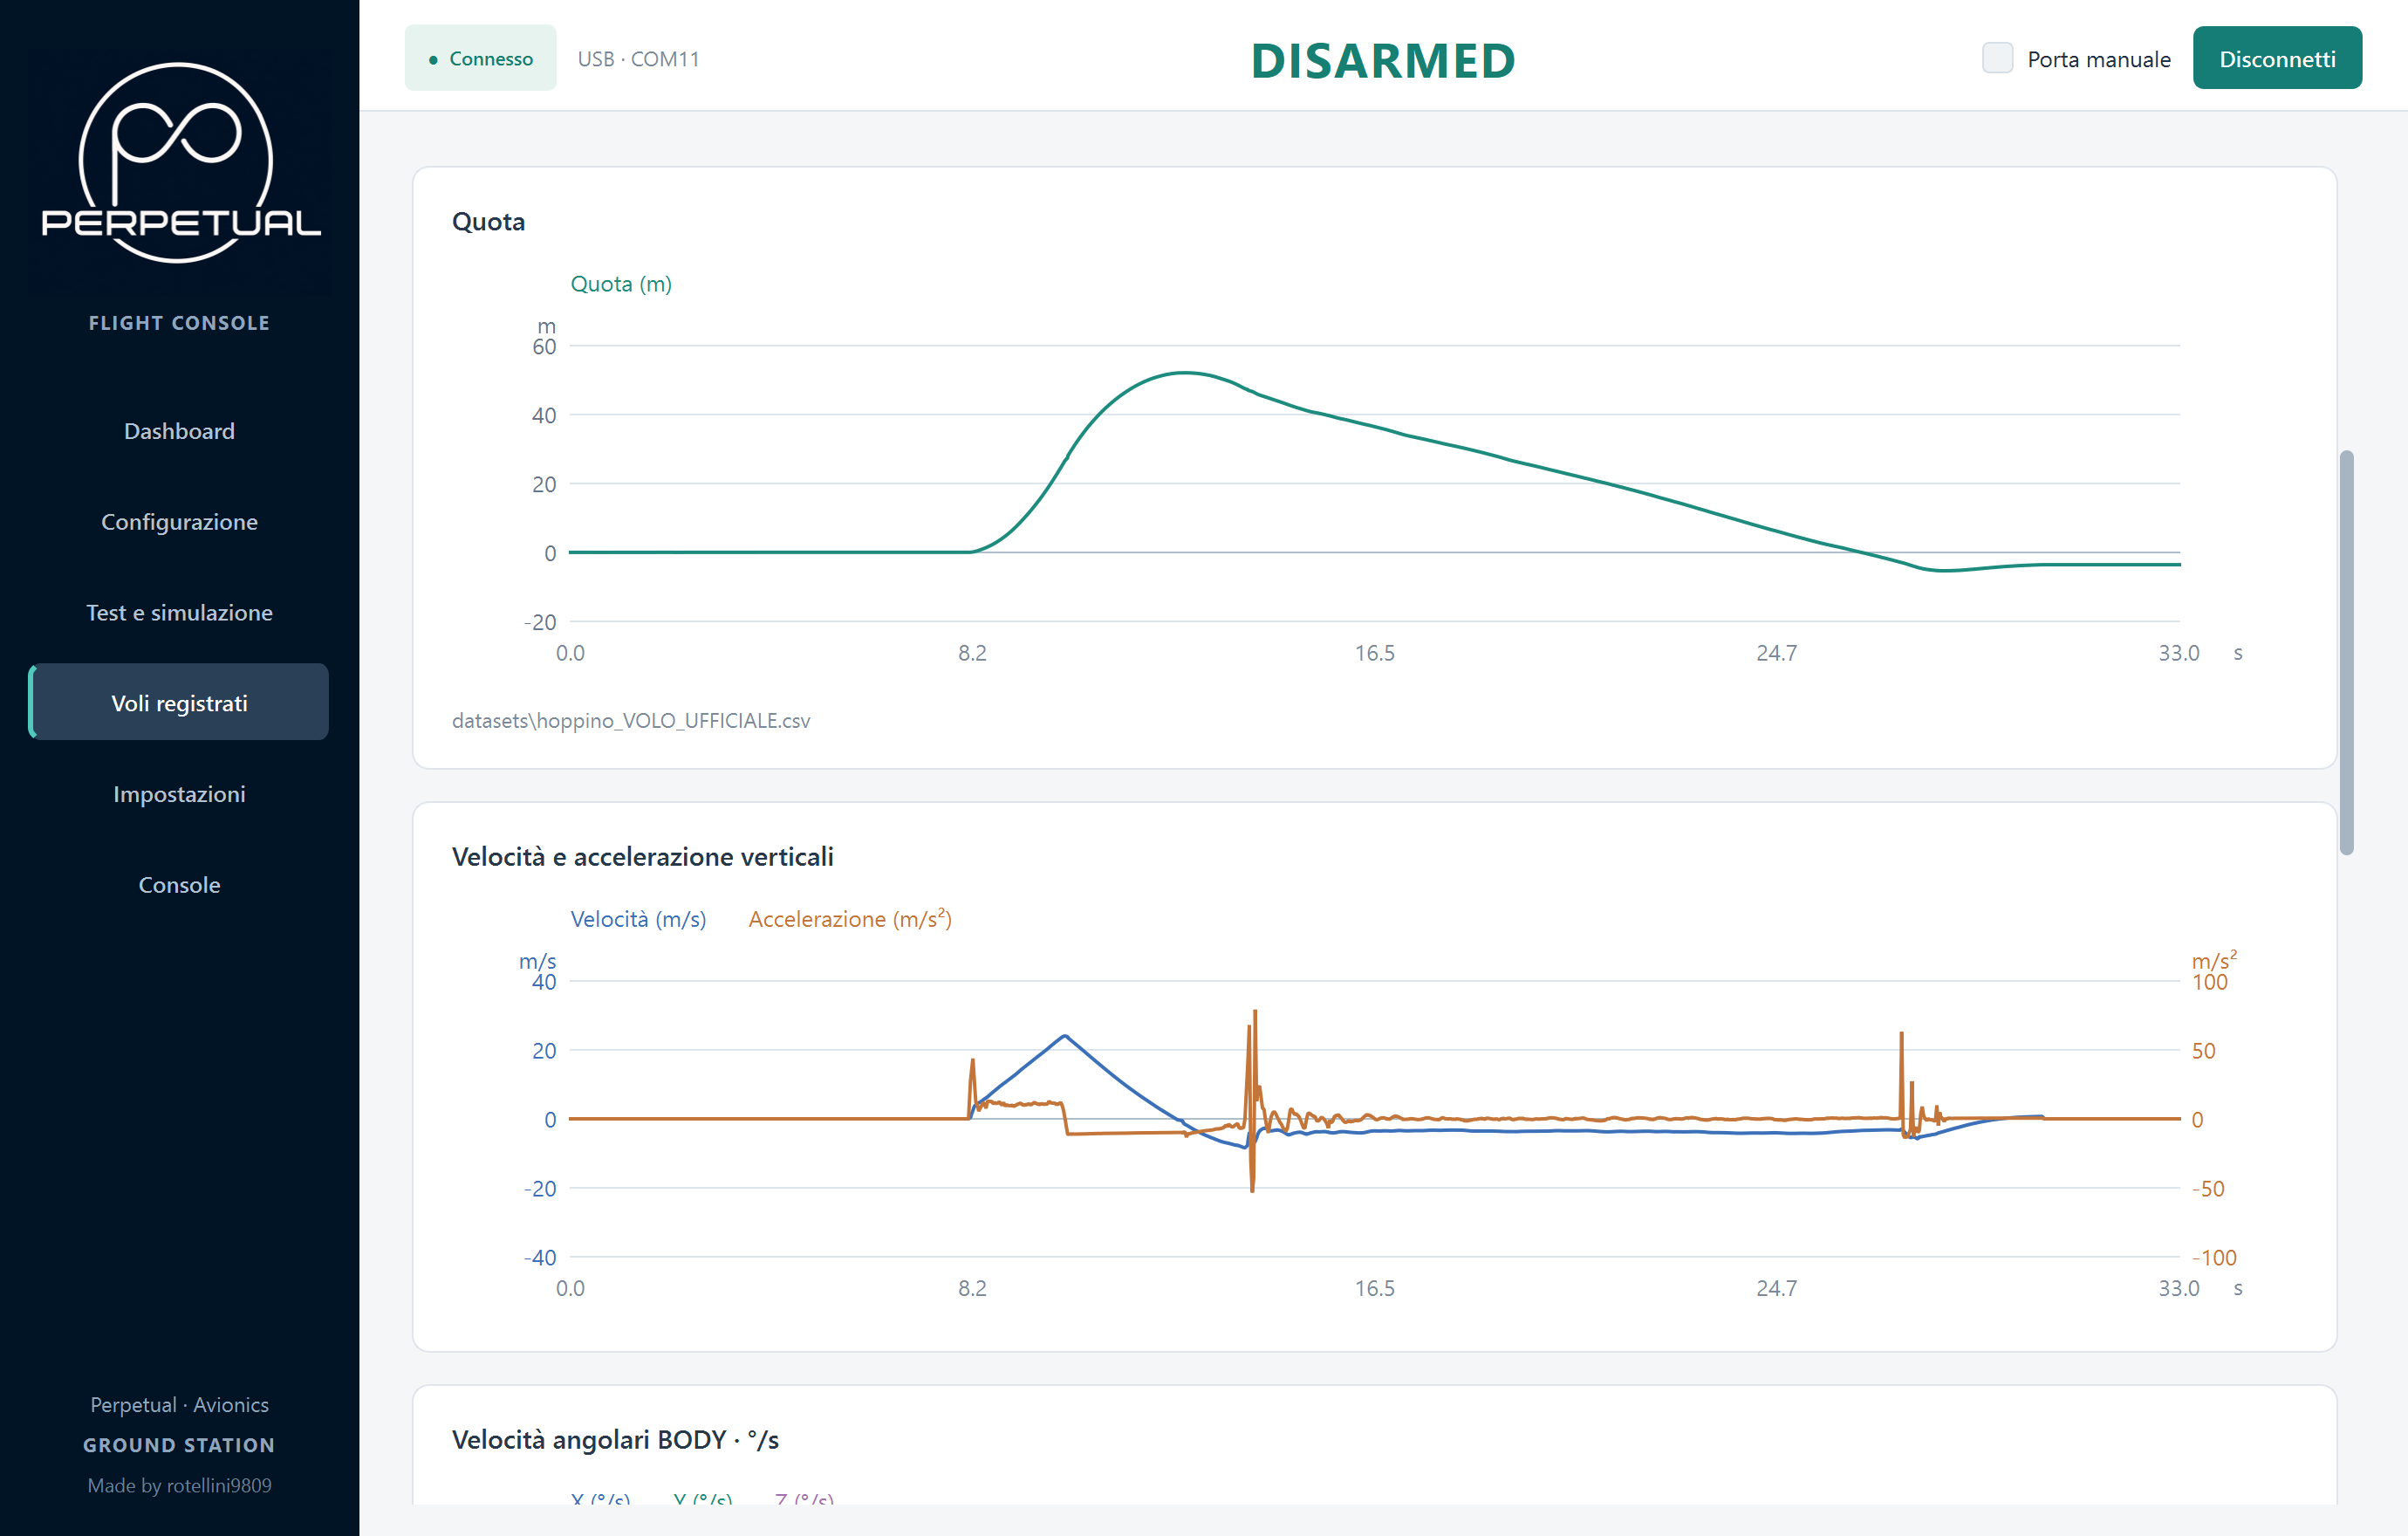 PERPETUAL
FLIGHT CONSOLE
Dashboard
Configurazione
Test e simulazione
Voli registrati
Impostazioni
Console
Perpetual · Avionics
GROUND STATION
Made by rotellini9809
• Connesso
USB · COM11
DISARMED
Porta manuale
Disconnetti
Quota
Quota (m)
m
60
40
20
0
-20
0.0 8.2 16.5 24.7 33.0 s
datasets\hoppino_VOLO_UFFICIALE.csv
Velocità e accelerazione verticali
Velocità (m/s) Accelerazione (m/s²)
m/s m/s²
40 100
20 50
0 0
-20 -50
-40 -100
0.0 8.2 16.5 24.7 33.0 s
Velocità angolari BODY · °/s
X (°/s) Y (°/s) Z (°/s)